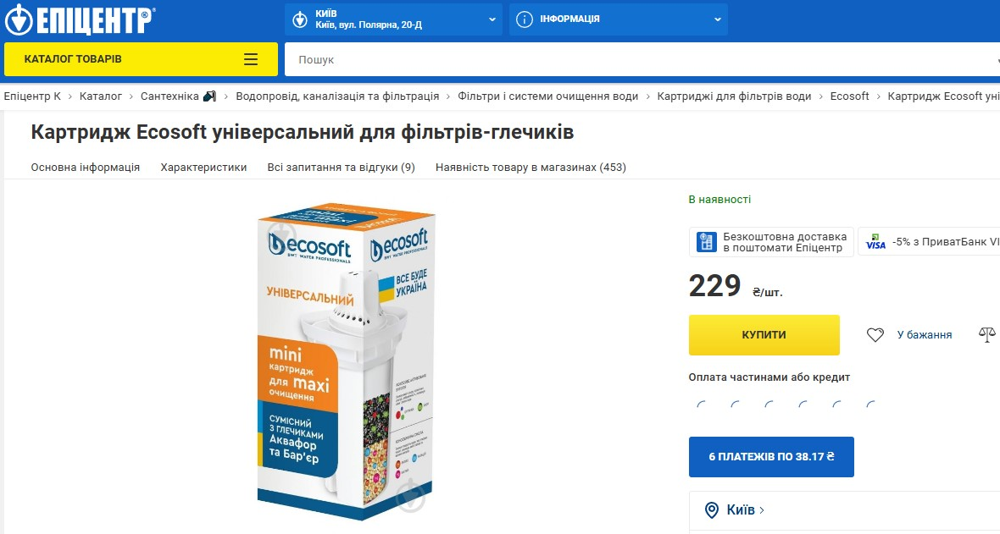 ЕПІЦЕНТР®
КИЇВ
Київ, вул. Полярна, 20-Д
ІНФОРМАЦІЯ
КАТАЛОГ ТОВАРІВ
Пошук
Епіцентр К > Каталог > Сантехніка > Водопровід, каналізація та фільтрація > Фільтри і системи очищення води > Картриджі для фільтрів води > Ecosoft > Картридж Ecosoft уні
Картридж Ecosoft універсальний для фільтрів-глечиків
Основна інформація Характеристики Всі запитання та відгуки (9) Наявність товару в магазинах (453)
mini
maxi
ecosoft
BWT WATER PROFESSIONALS
УНІВЕРСАЛЬНИЙ
mini
картридж
для maxi
очищення
СУМІСНИЙ
З ГЛЕЧИКАМИ
Аквафор
та Бар'єр
ecosoft
BWT WATER PROFESSIONALS
ВСЕ БУДЕ
УКРАЇНА
В наявності
Безкоштовна доставка
в поштомати Епіцентр
VISA -5% з ПриватБанк VI
229 ₴/шт.
КУПИТИ
У бажання
Оплата частинами або кредит
6 ПЛАТЕЖІВ ПО 38.17 ₴
Київ >